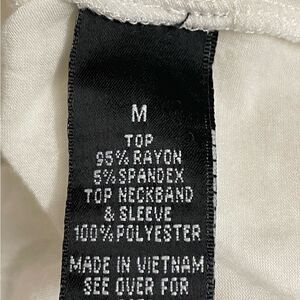 M
TOP
95% RAYON
5% SPANDEX
TOP NECKBAND
& SLEEVE
100% POLYESTER
MADE IN VIETNAM
SEE OVER FOR